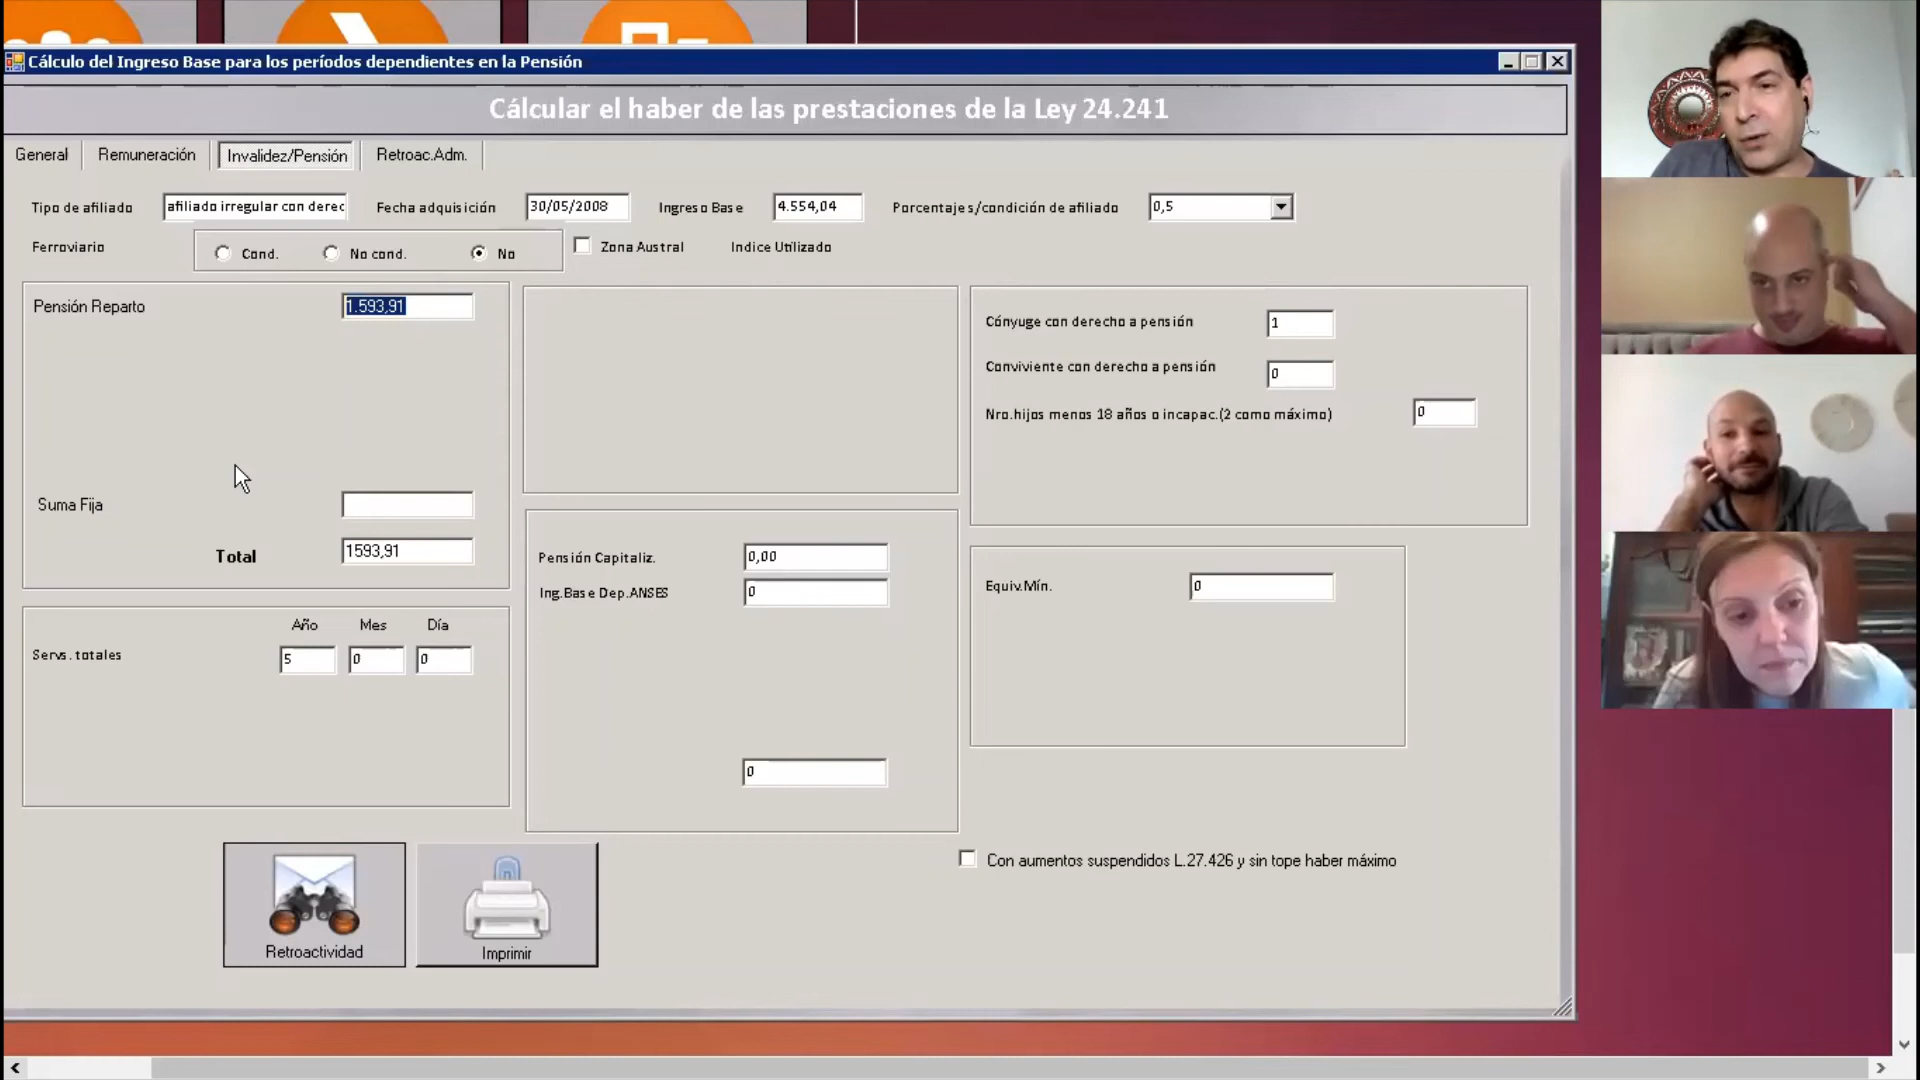 Cálculo del Ingreso Base para los períodos dependientes en la Pensión
Cálcular el haber de las prestaciones de la Ley 24.241
General Remuneración Invalidez/Pensión Retroac.Adm.
Tipo de afiliado afiliado irregular con derec Fecha adquisición 30/05/2008 Ingreso Base 4.554,04 Porcentajes/condición de afiliado 0,5
Ferroviario Cond. No cond. No Zona Austral Indice Utilizado
Pensión Reparto 1.593,91
Suma Fija
Total 1593,91
Año Mes Día
Servs. totales 5 0 0
Pensión Capitaliz. 0,00
Ing.Base Dep.ANSES 0
0
Cónyuge con derecho a pensión 1
Conviviente con derecho a pensión 0
Nro.hijos menos 18 años o incapac.(2 como máximo) 0
Equiv.Mín. 0
Con aumentos suspendidos L.27.426 y sin tope haber máximo
Retroactividad Imprimir